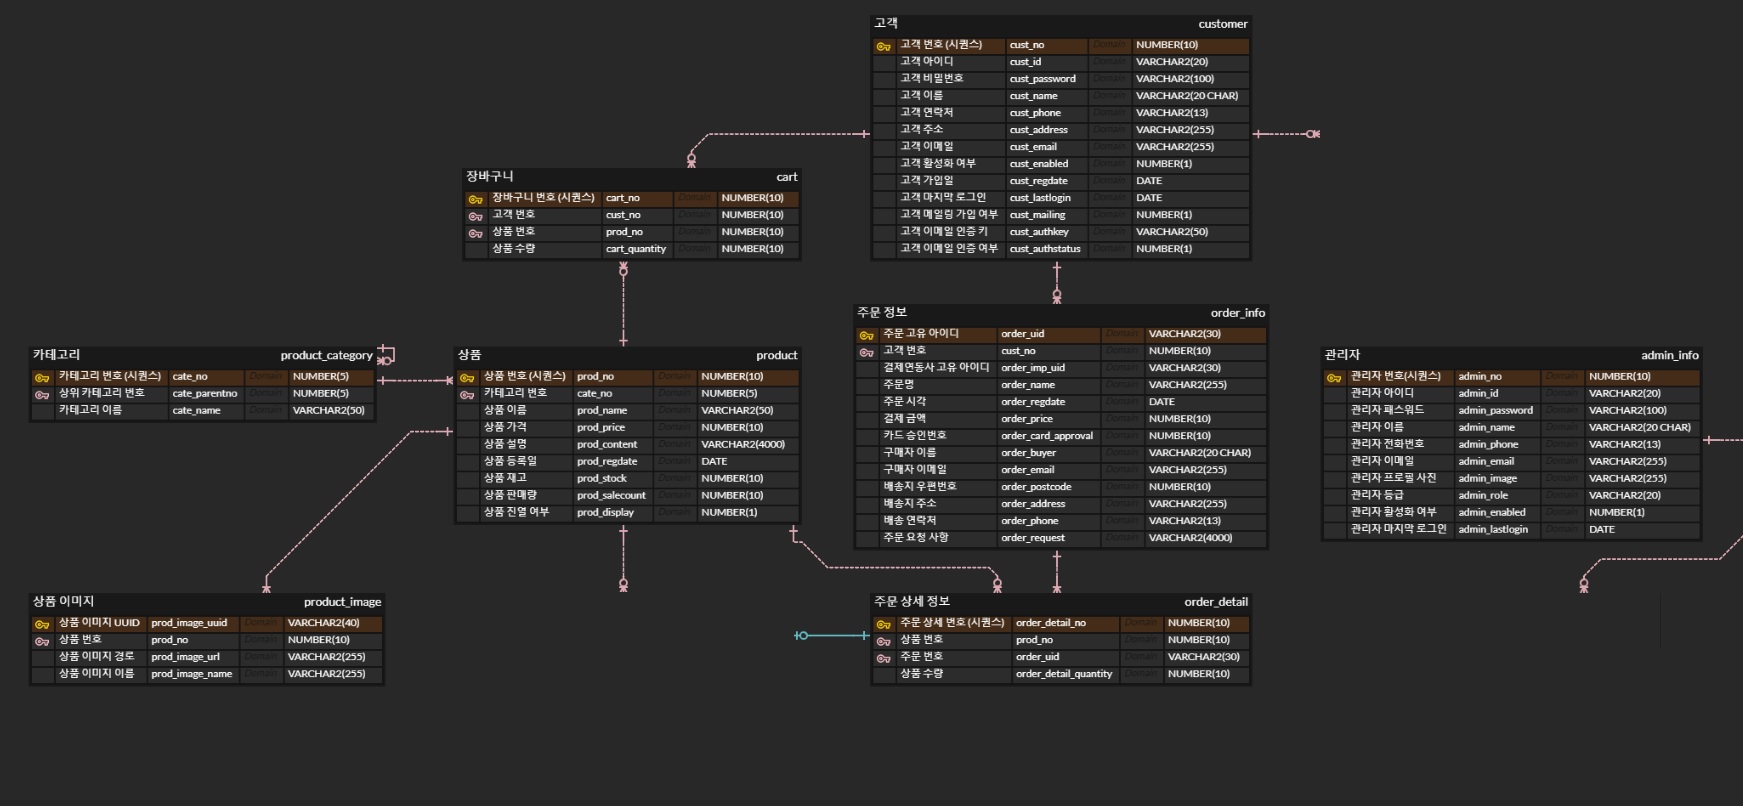 고객 customer
고객 번호 (시퀀스) cust_no Domain NUMBER(10)
고객 아이디 cust_id Domain VARCHAR2(20)
고객 비밀번호 cust_password Domain VARCHAR2(100)
고객 이름 cust_name Domain VARCHAR2(20 CHAR)
고객 연락처 cust_phone Domain VARCHAR2(13)
고객 주소 cust_address Domain VARCHAR2(255)
고객 이메일 cust_email Domain VARCHAR2(255)
고객 활성화 여부 cust_enabled Domain NUMBER(1)
고객 가입일 cust_regdate Domain DATE
고객 마지막 로그인 cust_lastlogin Domain DATE
고객 메일링 가입 여부 cust_mailing Domain NUMBER(1)
고객 이메일 인증 키 cust_authkey Domain VARCHAR2(50)
고객 이메일 인증 여부 cust_authstatus Domain NUMBER(1)
장바구니 cart
장바구니 번호 (시퀀스) cart_no Domain NUMBER(10)
고객 번호 cust_no Domain NUMBER(10)
상품 번호 prod_no Domain NUMBER(10)
상품 수량 cart_quantity Domain NUMBER(10)
주문 정보 order_info
주문 고유 아이디 order_uid Domain VARCHAR2(30)
고객 번호 cust_no Domain NUMBER(10)
결제연동사 고유 아이디 order_imp_uid Domain VARCHAR2(30)
주문명 order_name Domain VARCHAR2(255)
주문 시각 order_regdate Domain DATE
결제 금액 order_price Domain NUMBER(10)
카드 승인번호 order_card_approval Domain NUMBER(10)
구매자 이름 order_buyer Domain VARCHAR2(20 CHAR)
구매자 이메일 order_email Domain VARCHAR2(255)
배송지 우편번호 order_postcode Domain NUMBER(10)
배송지 주소 order_address Domain VARCHAR2(255)
배송 연락처 order_phone Domain VARCHAR2(13)
주문 요청 사항 order_request Domain VARCHAR2(4000)
카테고리 product_category
카테고리 번호 (시퀀스) cate_no Domain NUMBER(5)
상위 카테고리 번호 cate_parentno Domain NUMBER(5)
카테고리 이름 cate_name Domain VARCHAR2(50)
상품 product
상품 번호 (시퀀스) prod_no Domain NUMBER(10)
카테고리 번호 cate_no Domain NUMBER(5)
상품 이름 prod_name Domain VARCHAR2(50)
상품 가격 prod_price Domain NUMBER(10)
상품 설명 prod_content Domain VARCHAR2(4000)
상품 등록일 prod_regdate Domain DATE
상품 재고 prod_stock Domain NUMBER(10)
상품 판매량 prod_salecount Domain NUMBER(10)
상품 진열 여부 prod_display Domain NUMBER(1)
관리자 admin_info
관리자 번호(시퀀스) admin_no Domain NUMBER(10)
관리자 아이디 admin_id Domain VARCHAR2(20)
관리자 패스워드 admin_password Domain VARCHAR2(100)
관리자 이름 admin_name Domain VARCHAR2(20 CHAR)
관리자 전화번호 admin_phone Domain VARCHAR2(13)
관리자 이메일 admin_email Domain VARCHAR2(255)
관리자 프로필 사진 admin_image Domain VARCHAR2(255)
관리자 등급 admin_role Domain VARCHAR2(20)
관리자 활성화 여부 admin_enabled Domain NUMBER(1)
관리자 마지막 로그인 admin_lastlogin Domain DATE
상품 이미지 product_image
상품 이미지 UUID prod_image_uuid Domain VARCHAR2(40)
상품 번호 prod_no Domain NUMBER(10)
상품 이미지 경로 prod_image_url Domain VARCHAR2(255)
상품 이미지 이름 prod_image_name Domain VARCHAR2(255)
주문 상세 정보 order_detail
주문 상세 번호 (시퀀스) order_detail_no Domain NUMBER(10)
상품 번호 prod_no Domain NUMBER(10)
주문 번호 order_uid Domain VARCHAR2(30)
상품 수량 order_detail_quantity Domain NUMBER(10)